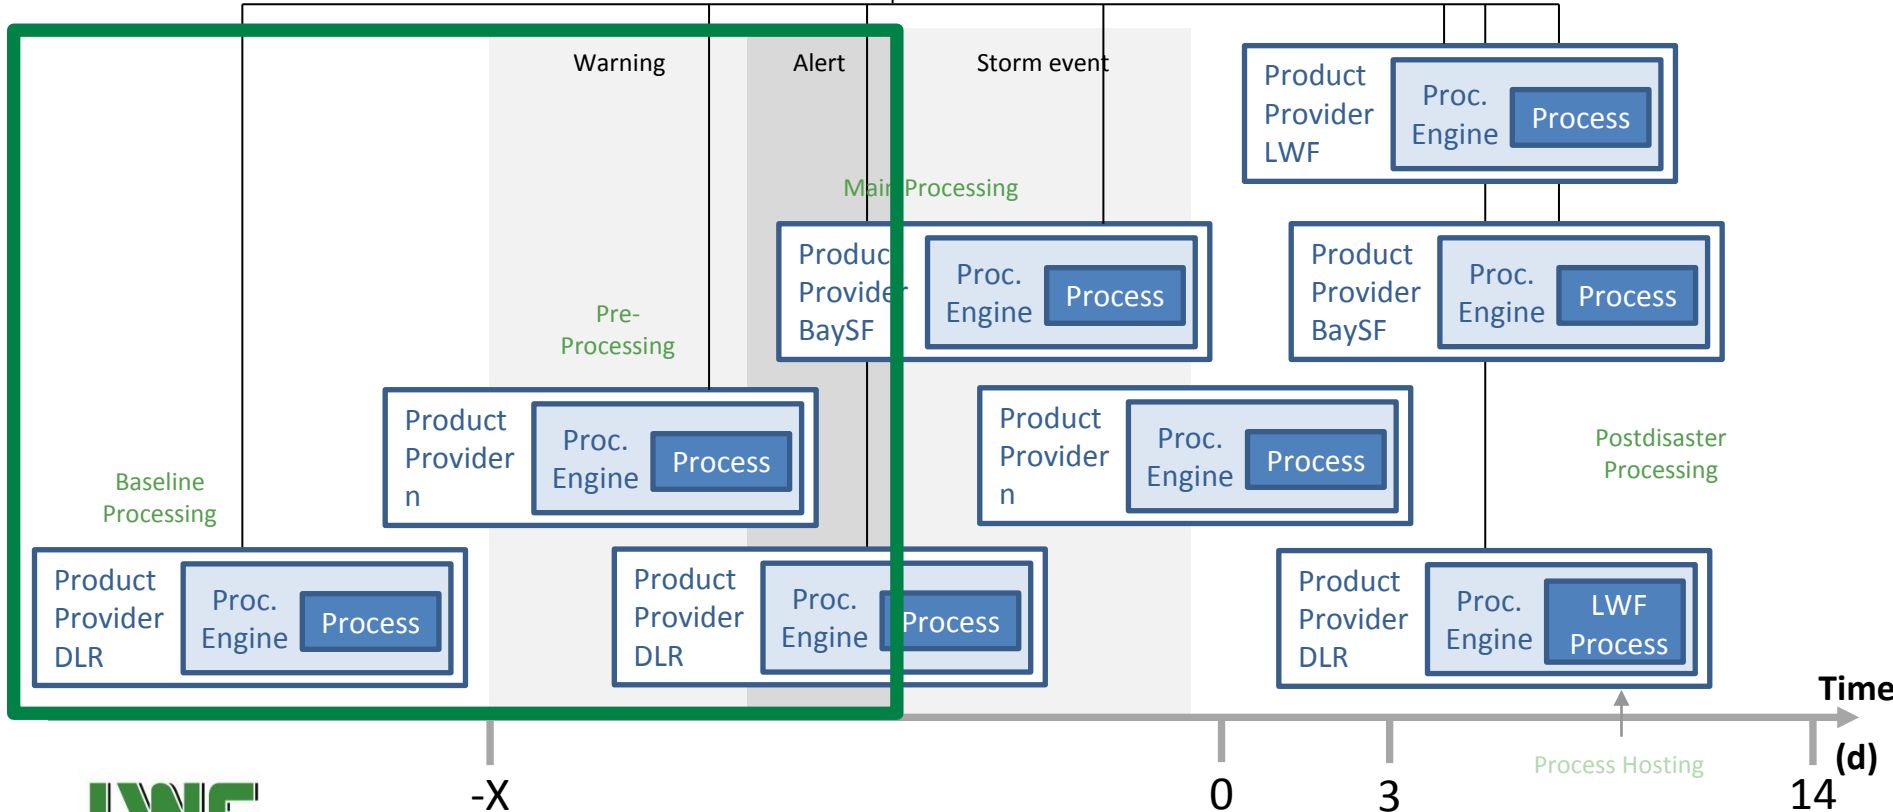 Warning
Alert
Storm event
Product
Provider
LWF
Proc.
Engine
Process
Main Processing
Product
Provider
BaySF
Proc.
Engine
Process
Product
Provider
BaySF
Proc.
Engine
Process
Pre-
Processing
Product
Provider
n
Proc.
Engine
Process
Product
Provider
n
Proc.
Engine
Process
Postdisaster
Processing
Baseline
Processing
Product
Provider
DLR
Proc.
Engine
Process
Product
Provider
DLR
Proc.
Engine
Process
Product
Provider
DLR
Proc.
Engine
LWF
Process
Time
(d)
Process Hosting
-X
0
3
14
LWF